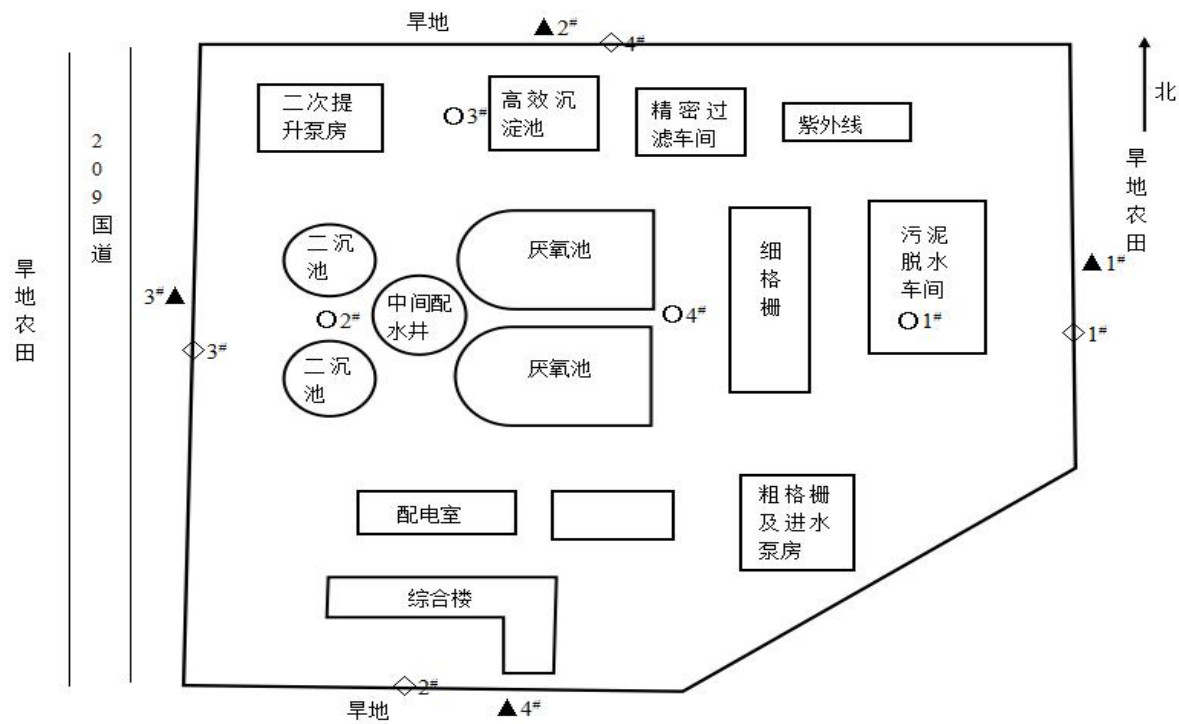 旱地
▲2#
◇4#
北
二次提
升泵房
○3#
高效沉
淀池
精密过
滤车间
紫外线
209国道
旱地农田
旱地农田
二沉
池
厌氧池
细格栅
污泥
脱水
车间
○1#
▲1#
3#▲
中间配
水井
○2#
○4#
◇1#
◇3#
二沉
池
厌氧池
配电室
粗格栅
及进水
泵房
综合楼
◇2#
旱地
▲4#